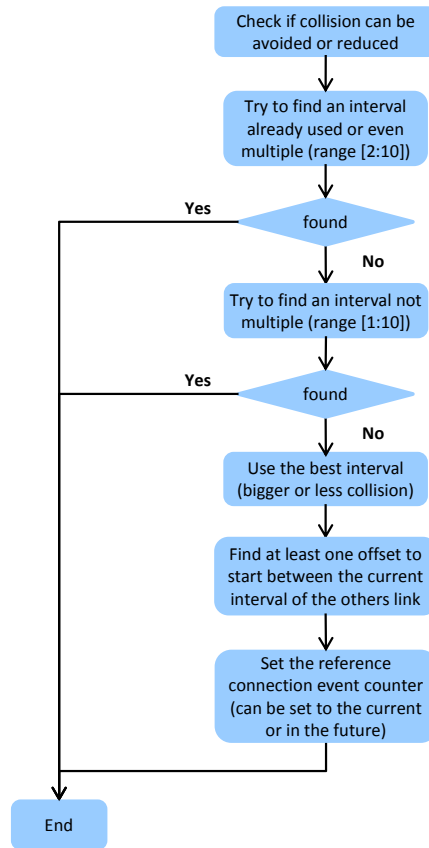 Check if collision can be
avoided or reduced
Try to find an interval
already used or even
multiple (range [2:10])
Yes
found
No
Try to find an interval not
multiple (range [1:10])
Yes
found
No
Use the best interval
(bigger or less collision)
Find at least one offset to
start between the current
interval of the others link
Set the reference
connection event counter
(can be set to the current
or in the future)
End